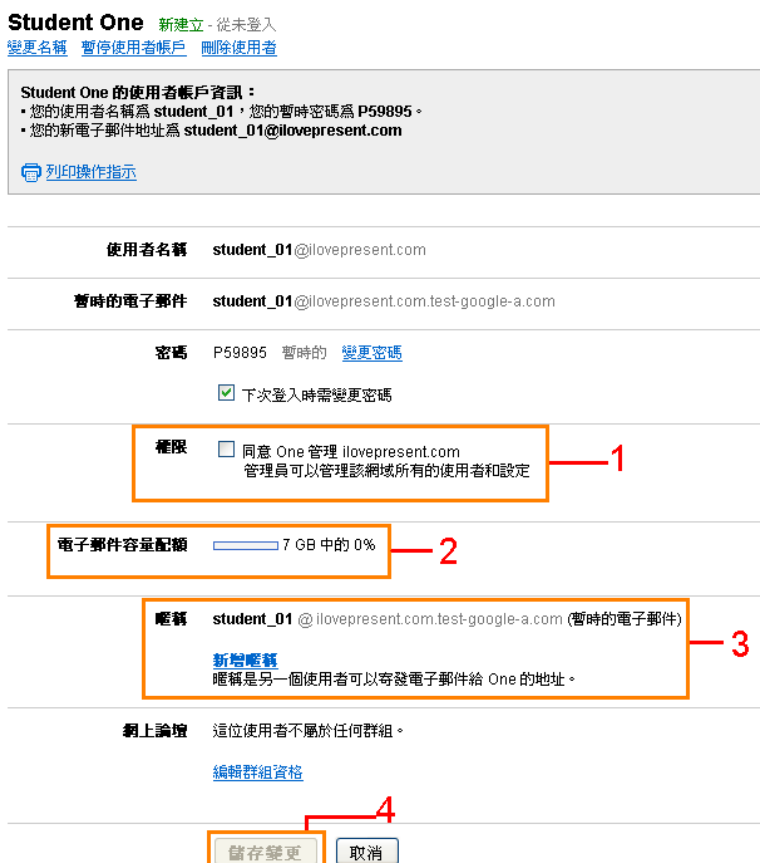 Student One 新建立 - 從未登入
變更名稱 暫停使用者帳戶 刪除使用者
Student One 的使用者帳戶資訊：
▪ 您的使用者名稱為 student_01，您的暫時密碼為 P59895。
▪ 您的新電子郵件地址為 student_01@ilovepresent.com
列印操作指示
使用者名稱 student_01@ilovepresent.com
暫時的電子郵件 student_01@ilovepresent.com.test-google-a.com
密碼 P59895 暫時的 變更密碼
下次登入時需變更密碼
權限 同意 One 管理 ilovepresent.com
管理員可以管理該網域所有的使用者和設定
1
電子郵件容量配額 7 GB 中的 0%
2
暱稱 student_01 @ ilovepresent.com.test-google-a.com (暫時的電子郵件)
3
新增暱稱
暱稱是另一個使用者可以寄發電子郵件給 One 的地址。
網上論壇 這位使用者不屬於任何群組。
編輯群組資格
4
儲存變更 取消